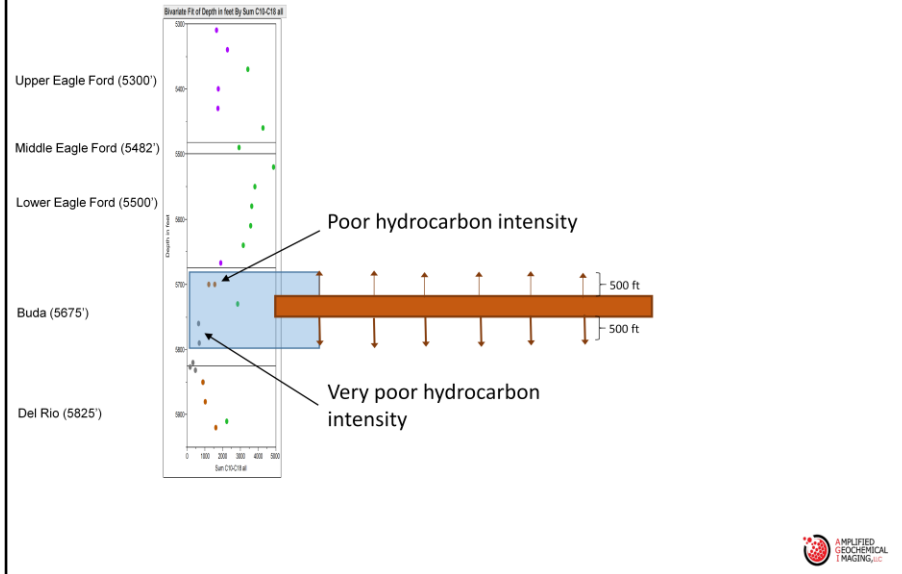 Bivariate Fit of Depth in feet By Sum C10-C18 all
5300
Upper Eagle Ford (5300')
5400
Middle Eagle Ford (5482')
5500
Lower Eagle Ford (5500')
5600
Depth in feet
Poor hydrocarbon intensity
5700
500 ft
Buda (5675')
500 ft
5800
Very poor hydrocarbon
intensity
Del Rio (5825')
5900
0 1000 2000 3000 4000 5000
Sum C10-C18 all
AMPLIFIED
GEOCHEMICAL
IMAGING, LLC